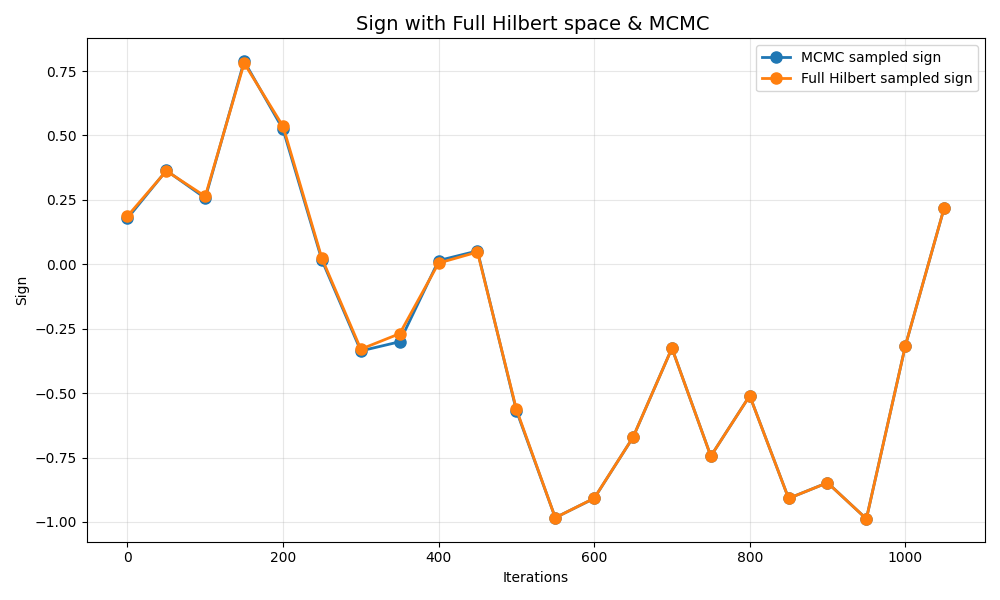 Sign with Full Hilbert space & MCMC
MCMC sampled sign
Full Hilbert sampled sign
0.75
0.50
0.25
0.00
−0.25
−0.50
−0.75
−1.00
Sign
0 200 400 600 800 1000
Iterations